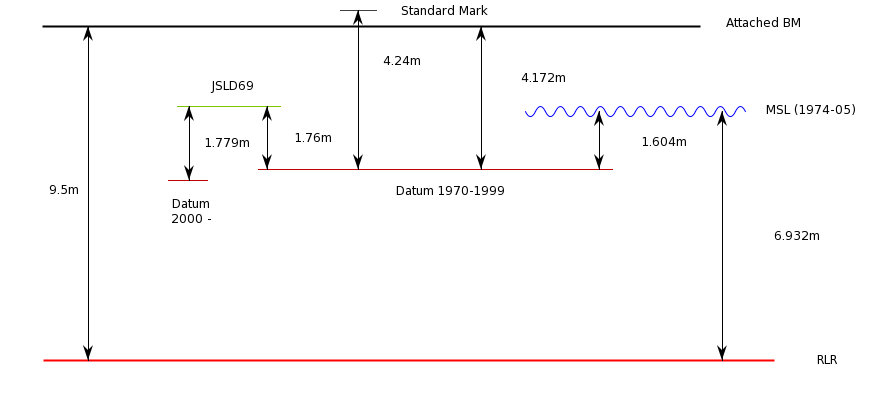 Standard Mark
Attached BM
4.24m
4.172m
JSLD69
MSL (1974-05)
1.779m
1.76m
1.604m
9.5m
Datum 1970-1999
Datum
2000 -
6.932m
RLR